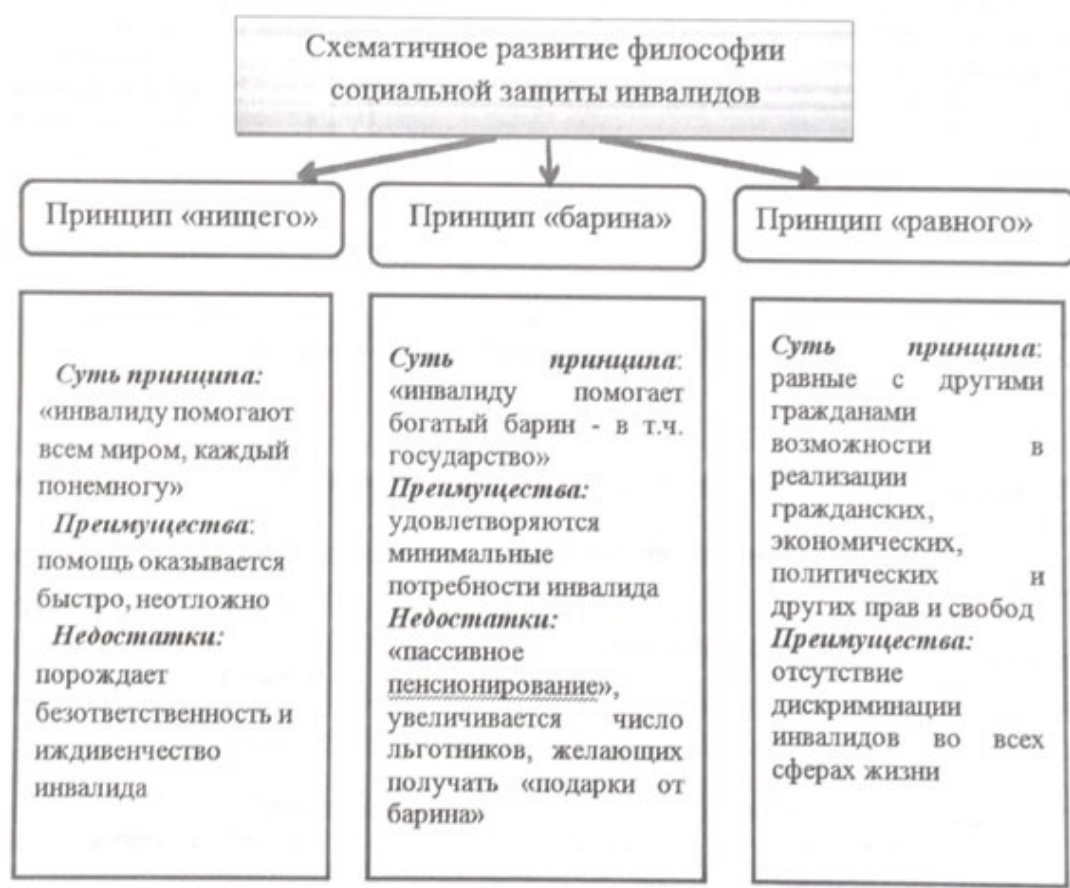 Схематичное развитие философии
социальной защиты инвалидов
Принцип «нищего»
Принцип «барина»
Принцип «равного»
Суть принципа:
«инвалиду помогают
всем миром, каждый
понемногу»
Преимущества:
помощь оказывается
быстро, неотложно
Недостатки:
порождает
безответственность и
иждивенчество
инвалида
Суть принципа:
«инвалиду помогает
богатый барин - в т.ч.
государство»
Преимущества:
удовлетворяются
минимальные
потребности инвалида
Недостатки:
«пассивное
пенсионирование»,
увеличивается число
льготников, желающих
получать «подарки от
барина»
Суть принципа:
равные с другими
гражданами
возможности в
реализации
гражданских,
экономических,
политических и
других прав и свобод
Преимущества:
отсутствие
дискриминации
инвалидов во всех
сферах жизни